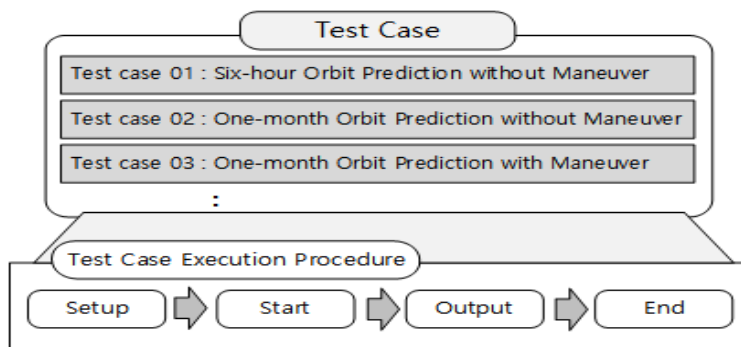 Test Case
Test case 01 : Six-hour Orbit Prediction without Maneuver
Test case 02 : One-month Orbit Prediction without Maneuver
Test case 03 : One-month Orbit Prediction with Maneuver
:
Test Case Execution Procedure
Setup
Start
Output
End